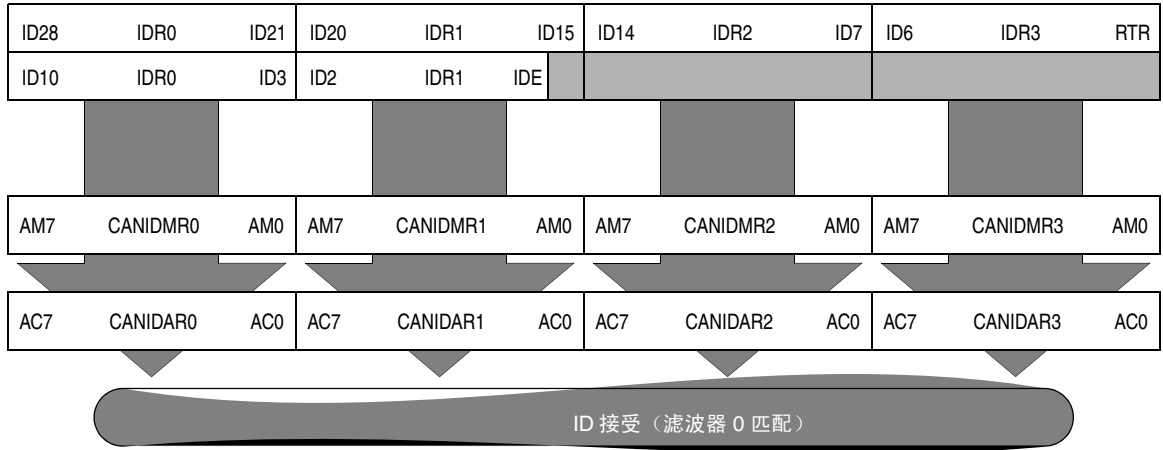 ID28 IDR0 ID21 ID20 IDR1 ID15 ID14 IDR2 ID7 ID6 IDR3 RTR
ID10 IDR0 ID3 ID2 IDR1 IDE
AM7 CANIDMR0 AM0 AM7 CANIDMR1 AM0 AM7 CANIDMR2 AM0 AM7 CANIDMR3 AM0
AC7 CANIDAR0 AC0 AC7 CANIDAR1 AC0 AC7 CANIDAR2 AC0 AC7 CANIDAR3 AC0
ID 接受（滤波器 0 匹配）